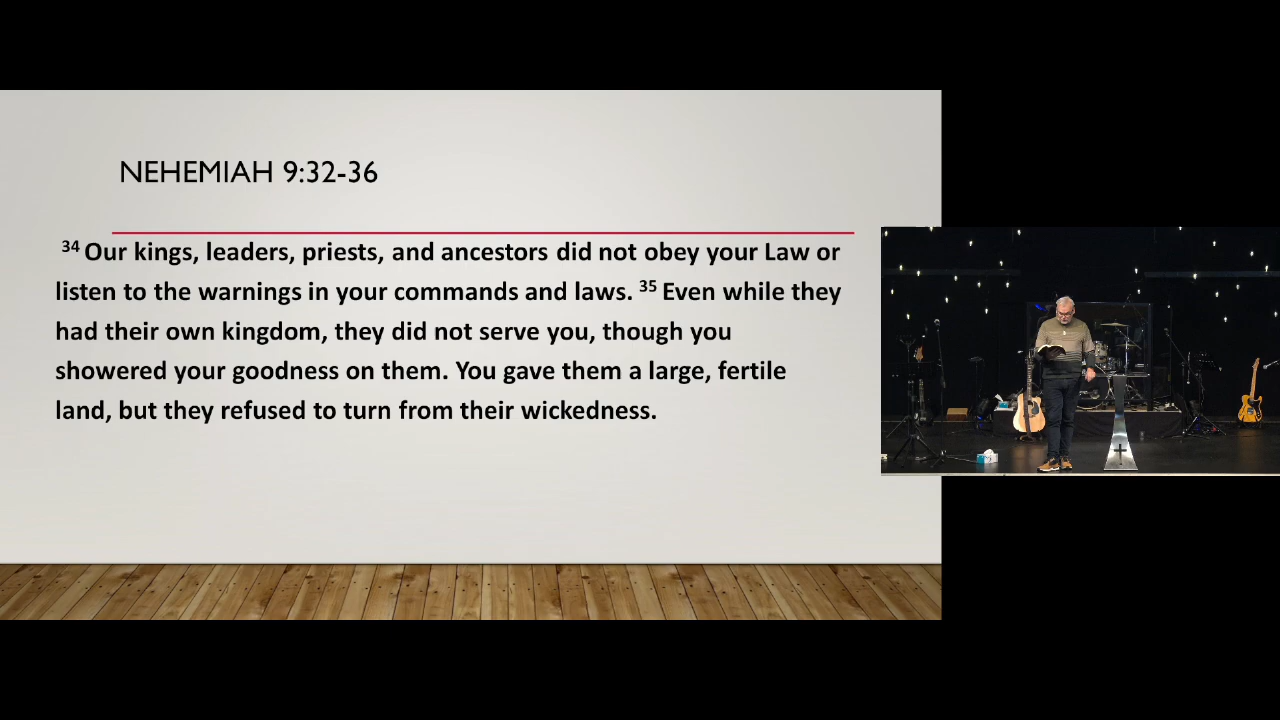 NEHEMIAH 9:32-36
34 Our kings, leaders, priests, and ancestors did not obey your Law or
listen to the warnings in your commands and laws. 35 Even while they
had their own kingdom, they did not serve you, though you
showered your goodness on them. You gave them a large, fertile
land, but they refused to turn from their wickedness.